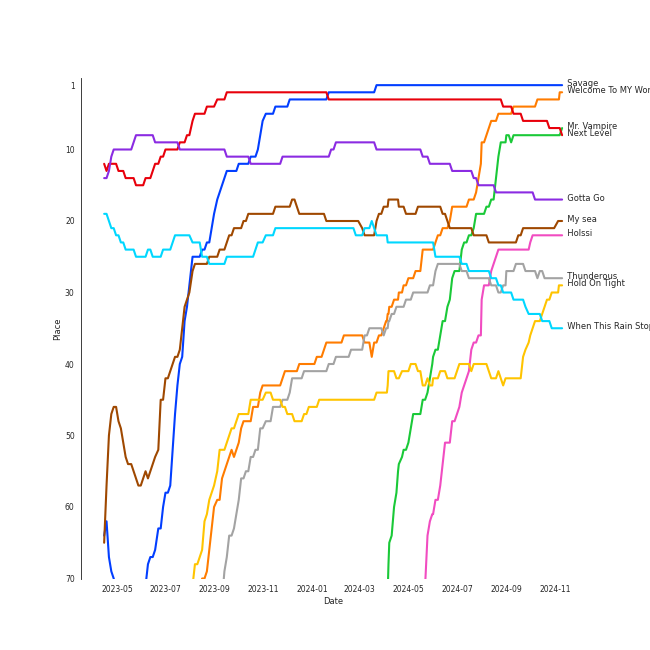 Savage
1
Welcome To MY Wor
Mr. Vampire
Next Level
10
Gotta Go
My sea
20
Holssi
Thunderous
Hold On Tight
30
When This Rain Stop
Place
40
50
60
70
2023-05 2023-07 2023-09 2023-11 2024-01 2024-03 2024-05 2024-07 2024-09 2024-11
Date